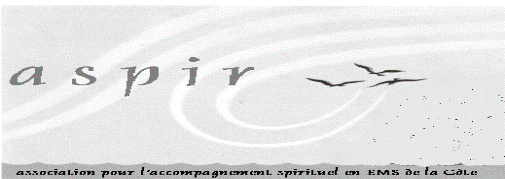 aspir
association pour l'accompagnement spirituel en EMS de la Côte